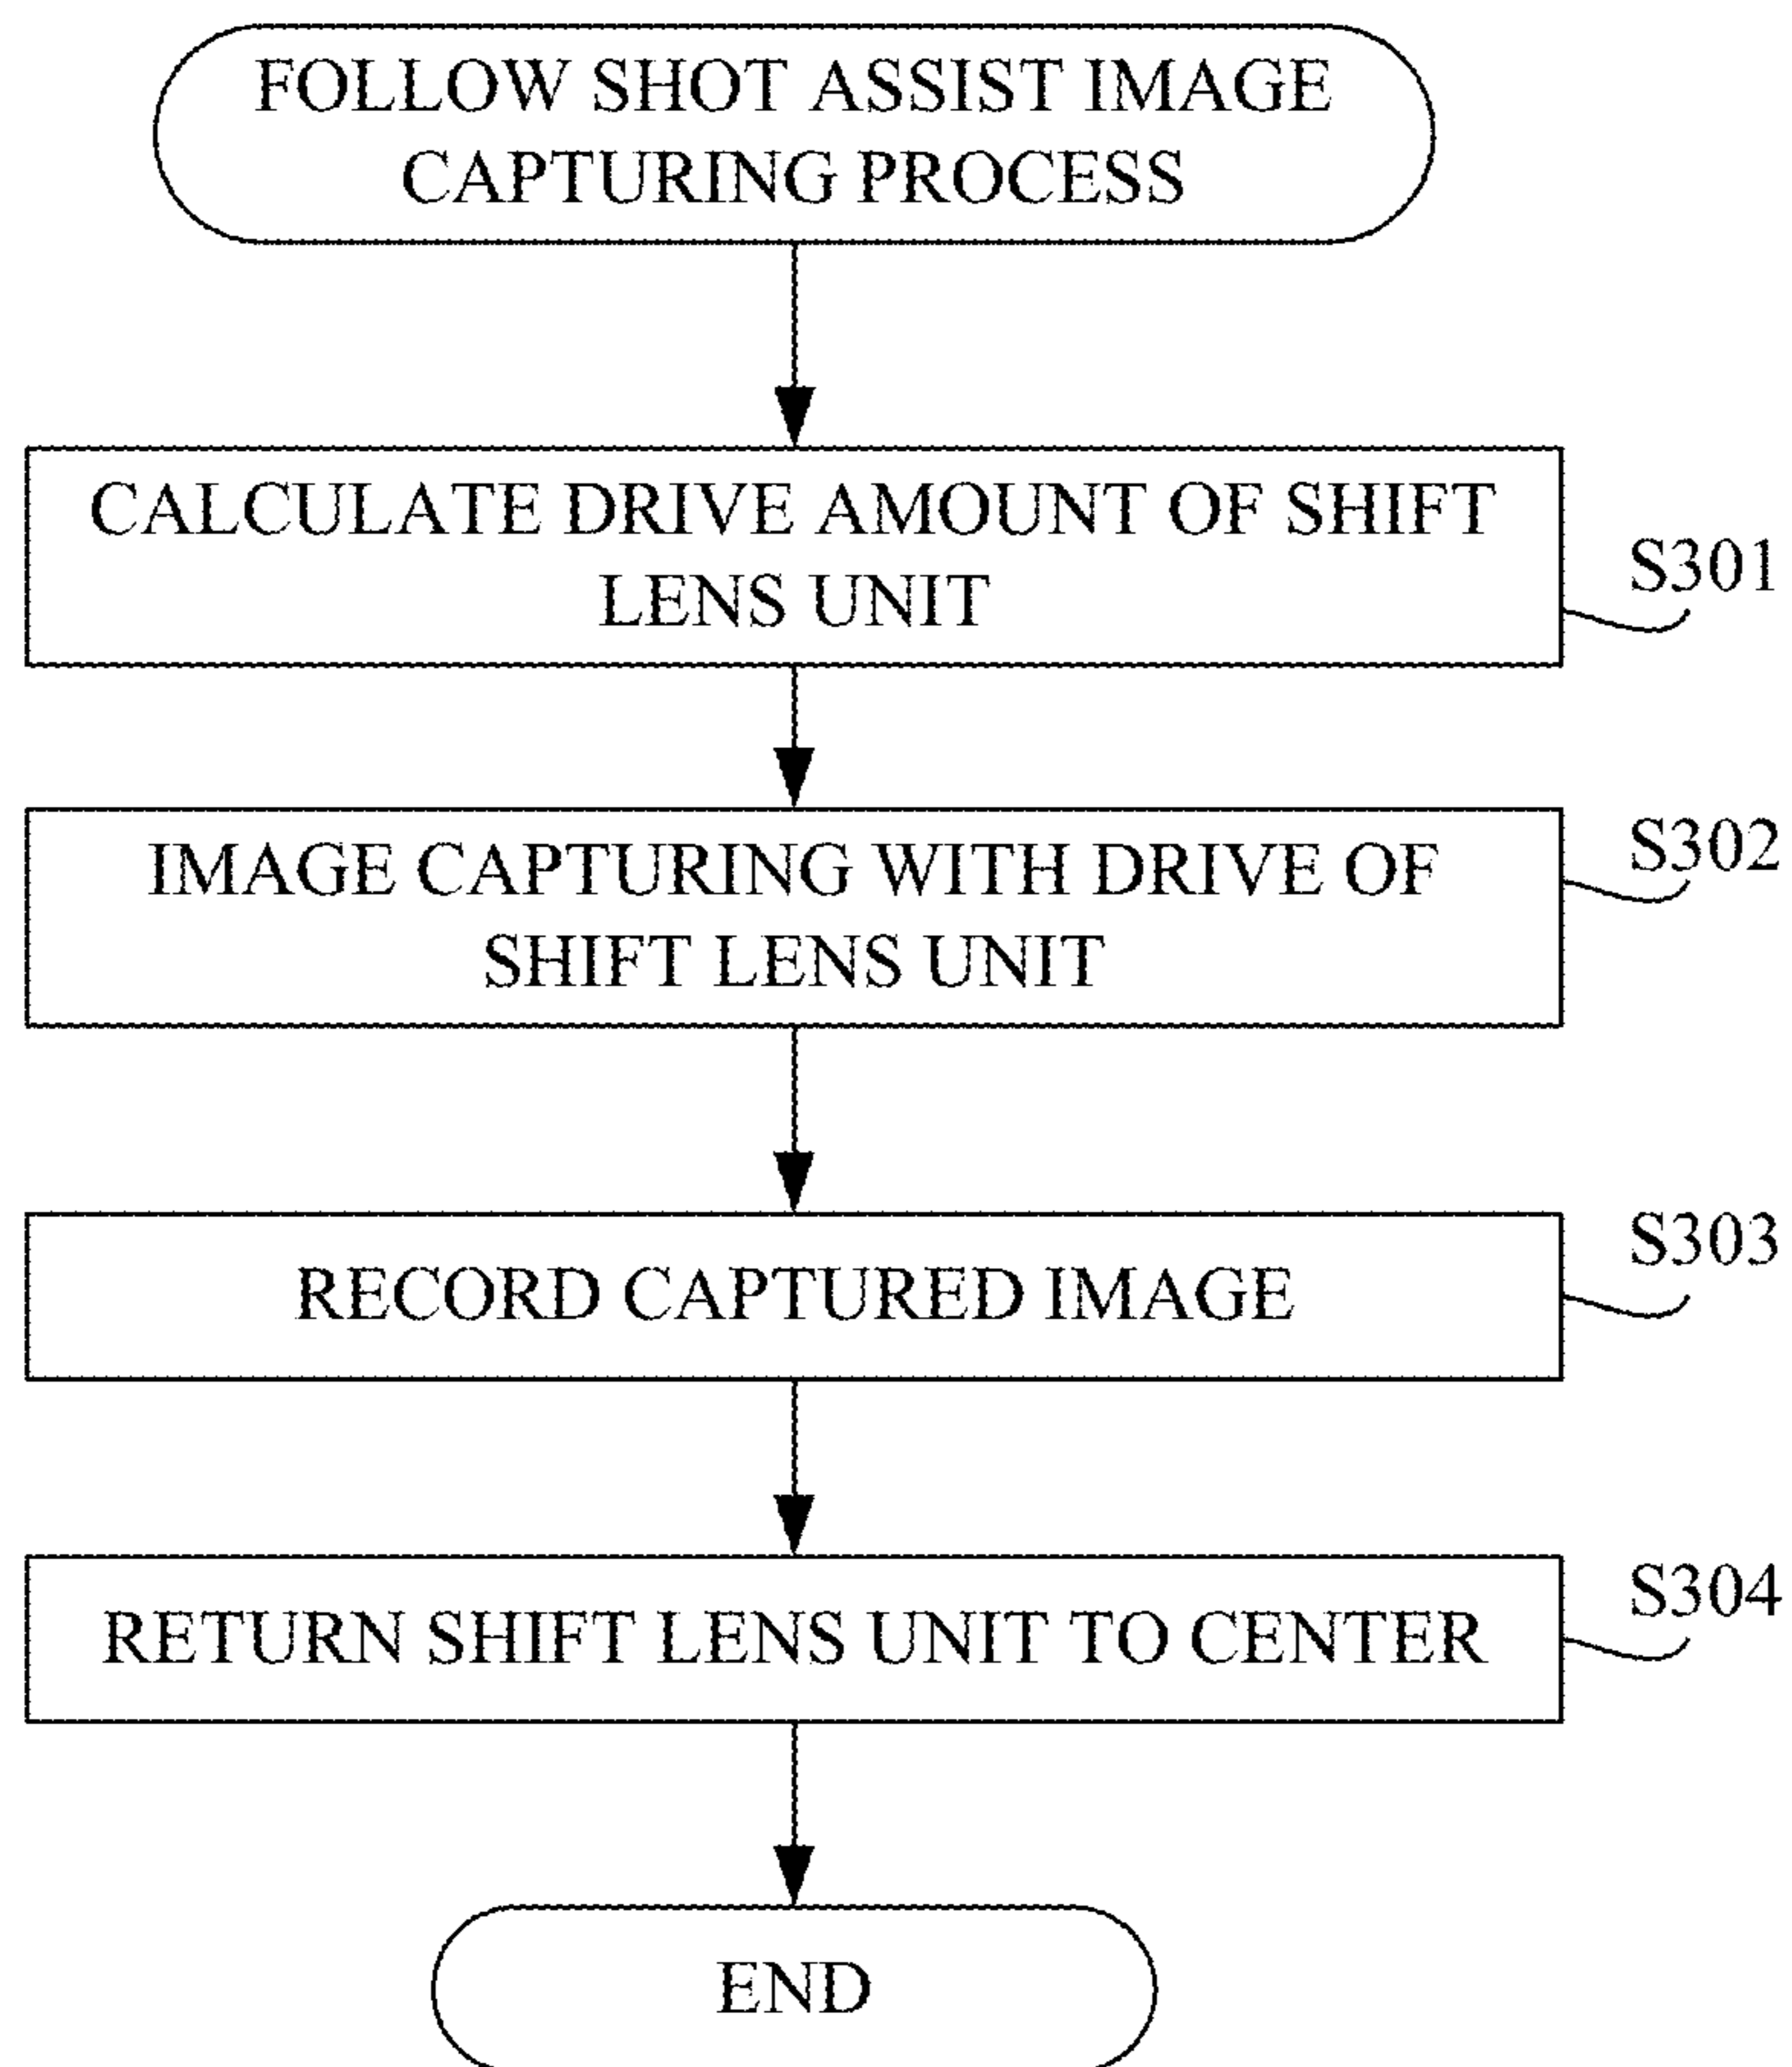 FOLLOW SHOT ASSIST IMAGE
CAPTURING PROCESS
CALCULATE DRIVE AMOUNT OF SHIFT
LENS UNIT
S301
IMAGE CAPTURING WITH DRIVE OF
SHIFT LENS UNIT
S302
RECORD CAPTURED IMAGE
S303
RETURN SHIFT LENS UNIT TO CENTER
S304
END